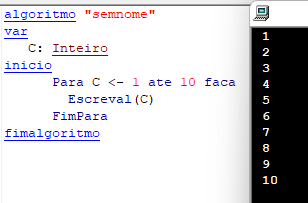 algoritmo "semnome"
var
C: Inteiro
inicio
Para C <- 1 ate 10 faca
Escreval(C)
FimPara
fimalgoritmo
1
2
3
4
5
6
7
8
9
10